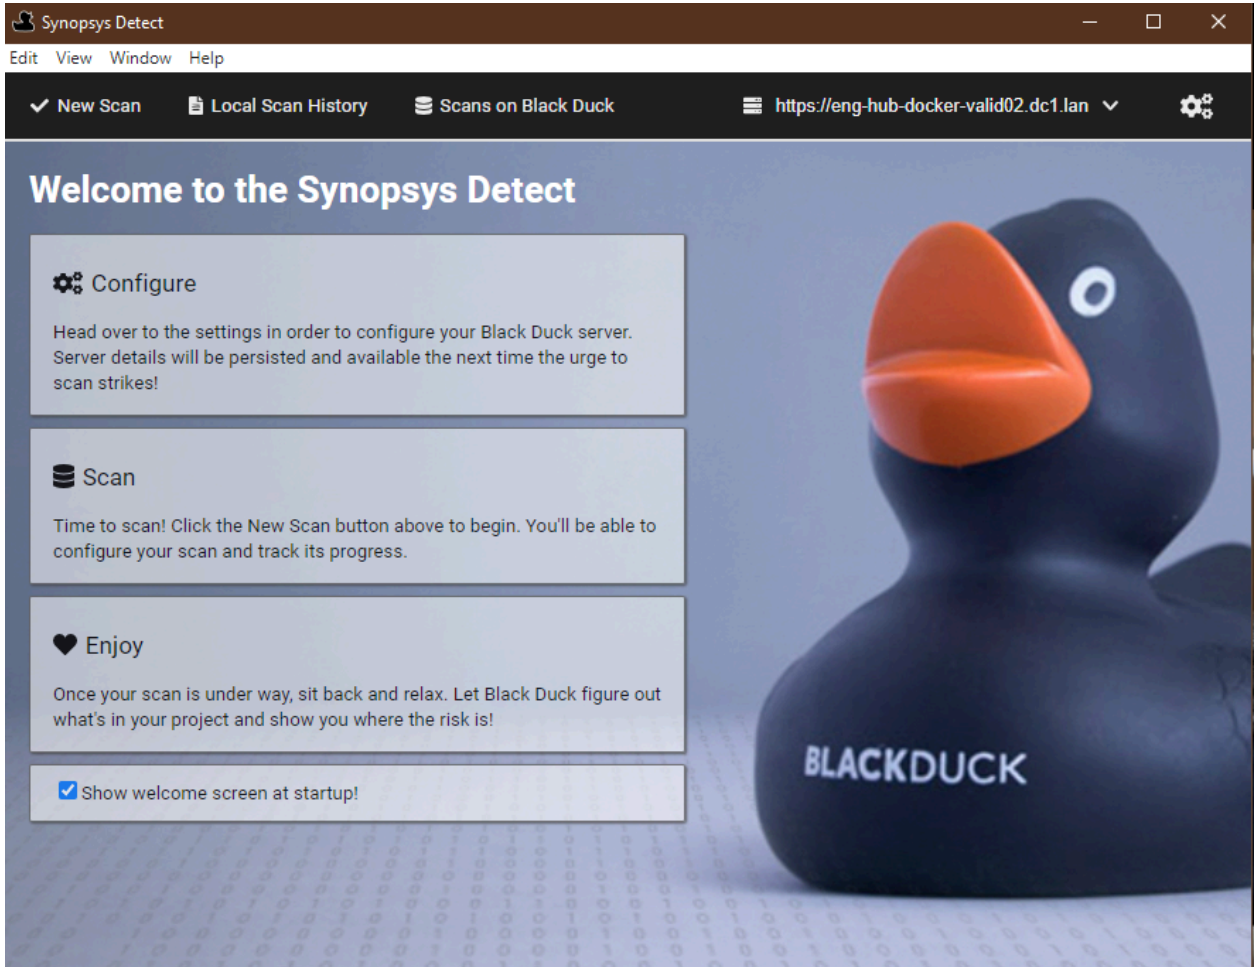 Synopsys Detect
Edit View Window Help
New Scan Local Scan History Scans on Black Duck https://eng-hub-docker-valid02.dc1.lan
Welcome to the Synopsys Detect
Configure
Head over to the settings in order to configure your Black Duck server.
Server details will be persisted and available the next time the urge to
scan strikes!
Scan
Time to scan! Click the New Scan button above to begin. You'll be able to
configure your scan and track its progress.
Enjoy
Once your scan is under way, sit back and relax. Let Black Duck figure out
what's in your project and show you where the risk is!
Show welcome screen at startup!
BLACKDUCK